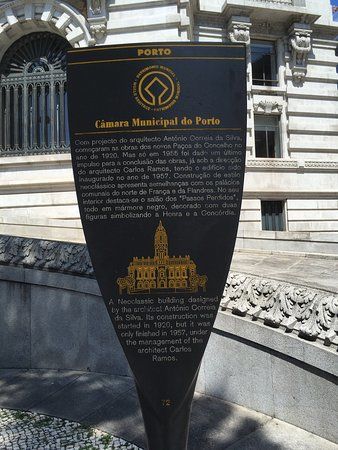 PORTO
Câmara Municipal do Porto
Com projecto do arquitecto António Correia da Silva,
começaram as obras dos novos Paços do Concelho no
ano de 1920. Mas só em 1955 foi dado um último
impulso para a conclusão das obras, já sob a direcção
do arquitecto Carlos Ramos, tendo o edifício sido
inaugurado no ano de 1957. Construção de estilo
neoclássico apresenta semelhanças com os palácios
comunais do norte de França e da Flandres. No seu
interior destaca-se o salão dos "Passos Perdidos",
todo em mármore negro, decorado com duas
figuras simbolizando a Honra e a Concórdia.
A Neoclassic building designed
by the architect António Correia
da Silva. Its construction was
started in 1920, but it was
only finished in 1957, under
the management of the
architect Carlos
Ramos.
72